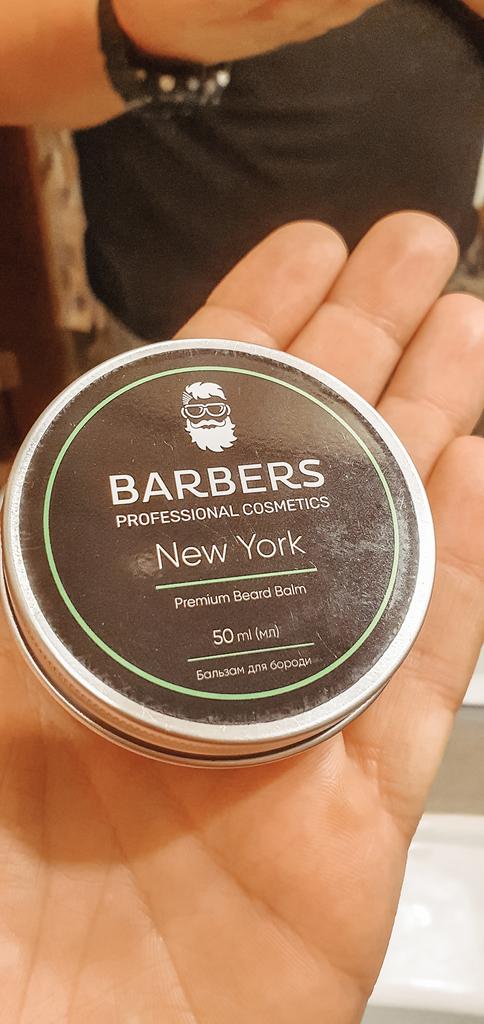 BARBERS
PROFESSIONAL COSMETICS
New York
Premium Beard Balm
50 ml (мл)
Бальзам для бороди